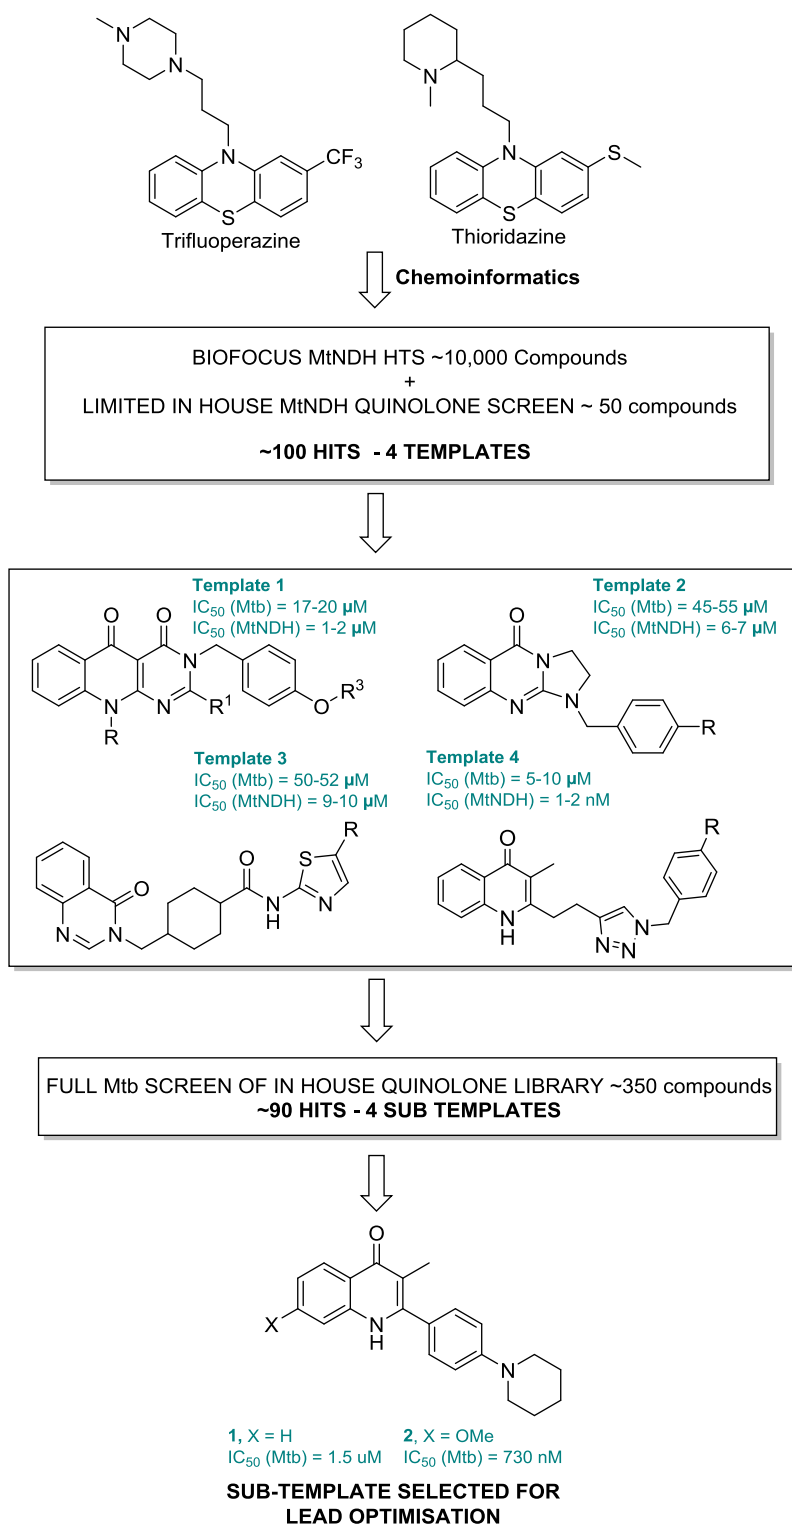 N
N
N
CF3
S
Trifluoperazine
N
N
S
S
Thioridazine
Chemoinformatics
BIOFOCUS MtNDH HTS ~10,000 Compounds
+
LIMITED IN HOUSE MtNDH QUINOLONE SCREEN ~ 50 compounds
~100 HITS - 4 TEMPLATES
Template 1
IC50 (Mtb) = 17-20 µM
IC50 (MtNDH) = 1-2 µM
O
O
N
N
N
R1
R
O
R3
Template 2
IC50 (Mtb) = 45-55 µM
IC50 (MtNDH) = 6-7 µM
O
N
N
N
R
Template 3
IC50 (Mtb) = 50-52 µM
IC50 (MtNDH) = 9-10 µM
R
O
O
S
N
N
N
H
N
Template 4
IC50 (Mtb) = 5-10 µM
IC50 (MtNDH) = 1-2 nM
R
O
N
H
N
N
N
FULL Mtb SCREEN OF IN HOUSE QUINOLONE LIBRARY ~350 compounds
~90 HITS - 4 SUB TEMPLATES
O
X
N
H
N
1, X = H
IC50 (Mtb) = 1.5 uM
2, X = OMe
IC50 (Mtb) = 730 nM
SUB-TEMPLATE SELECTED FOR
LEAD OPTIMISATION